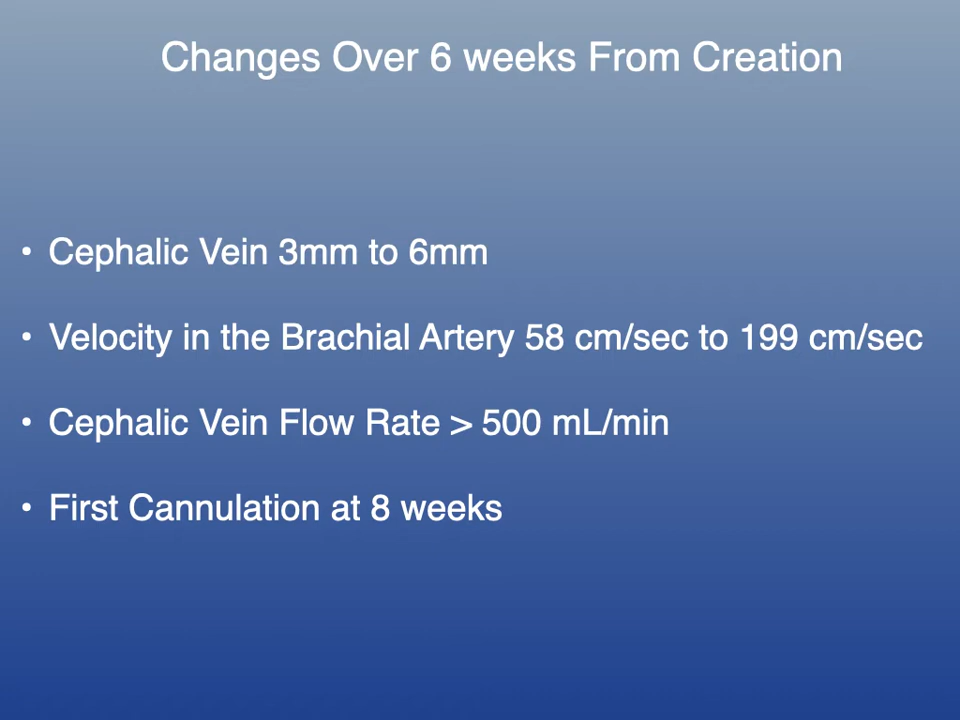 Changes Over 6 weeks From Creation
• Cephalic Vein 3mm to 6mm
• Velocity in the Brachial Artery 58 cm/sec to 199 cm/sec
• Cephalic Vein Flow Rate > 500 mL/min
• First Cannulation at 8 weeks